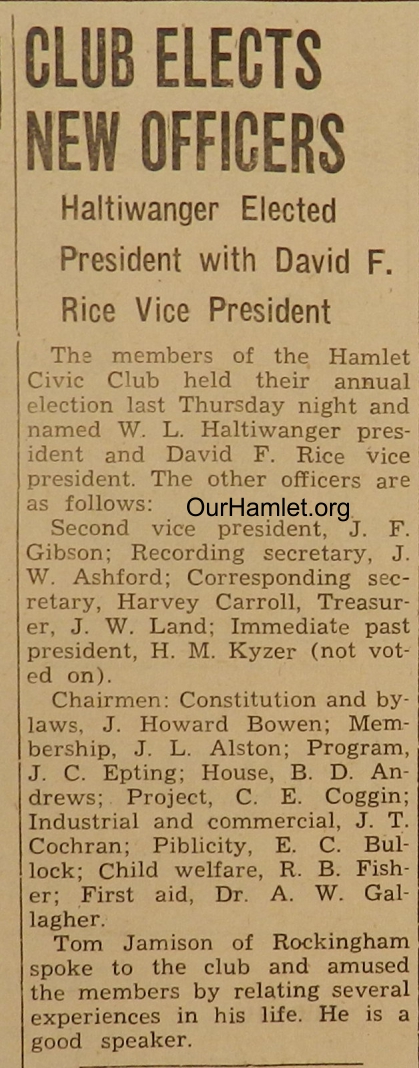 CLUB ELECTS
NEW OFFICERS
Haltiwanger Elected
President with David F.
Rice Vice President
The members of the Hamlet
Civic Club held their annual
election last Thursday night and
named W. L. Haltiwanger pres-
ident and David F. Rice vice
president. The other officers are
as follows:
OurHamlet.org
Second vice president, J. F.
Gibson; Recording secretary, J.
W. Ashford; Corresponding sec-
retary, Harvey Carroll, Treasur-
er, J. W. Land; Immediate past
president, H. M. Kyzer (not vot-
ed on).
Chairmen: Constitution and by-
laws, J. Howard Bowen; Mem-
bership, J. L. Alston; Program,
J. C. Epting; House, B. D. An-
drews; Project, C. E. Coggin;
Industrial and commercial, J. T.
Cochran; Piblicity, E. C. Bul-
lock; Child welfare, R. B. Fish-
er; First aid, Dr. A. W. Gal-
lagher.
Tom Jamison of Rockingham
spoke to the club and amused
the members by relating several
experiences in his life. He is a
good speaker.